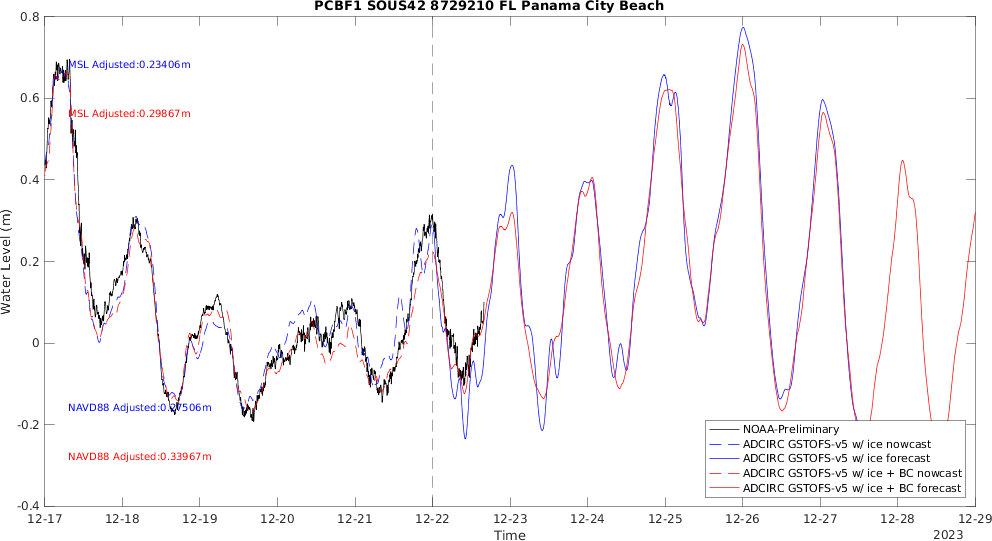 PCBF1 SOUS42 8729210 FL Panama City Beach
0.8
0.6
0.4
0.2
0
-0.2
-0.4
Water Level (m)
MSL Adjusted:0.23406m
MSL Adjusted:0.29867m
NAVD88 Adjusted:0.27506m
NAVD88 Adjusted:0.33967m
NOAA-Preliminary
ADCIRC GSTOFS-v5 w/ ice nowcast
ADCIRC GSTOFS-v5 w/ ice forecast
ADCIRC GSTOFS-v5 w/ ice + BC nowcast
ADCIRC GSTOFS-v5 w/ ice + BC forecast
12-17 12-18 12-19 12-20 12-21 12-22 12-23 12-24 12-25 12-26 12-27 12-28 12-29
Time
2023